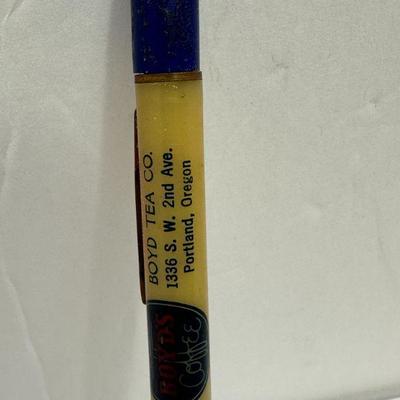 BOYD TEA CO.
1336 S. W. 2nd Ave.
Portland, Oregon
BOYD'S
COFFEE